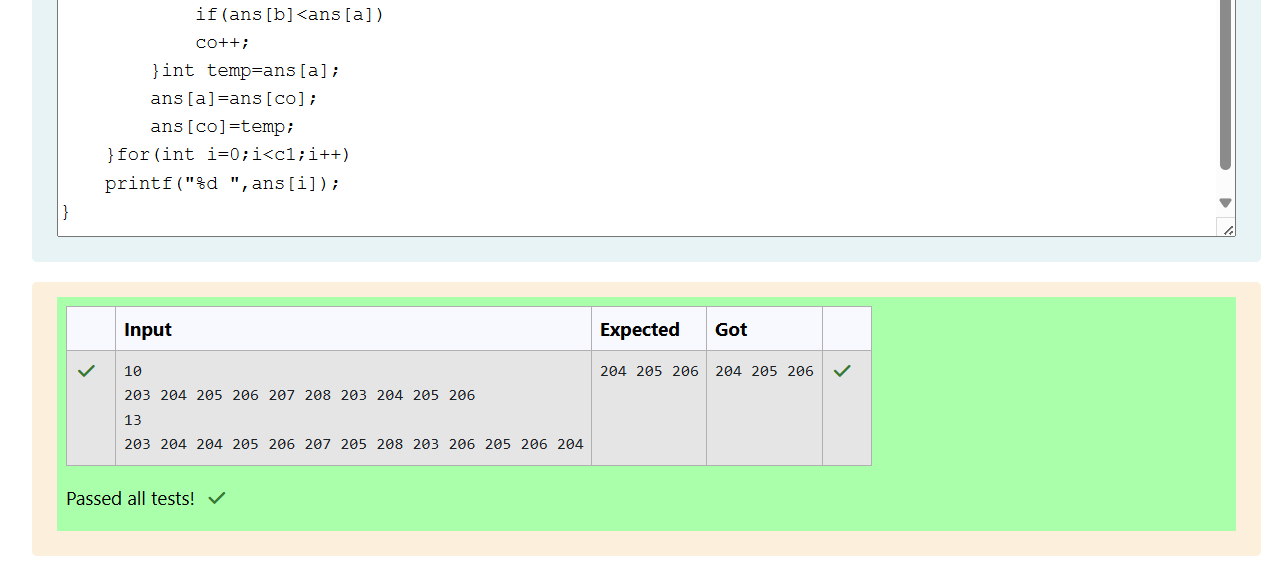 if(ans[b]<ans[a])
co++;
}int temp=ans[a];
ans[a]=ans[co];
ans[co]=temp;
}for(int i=0;i<c1;i++)
printf("%d ",ans[i]);
}
Input Expected Got
10 204 205 206 204 205 206
203 204 205 206 207 208 203 204 205 206
13
203 204 204 205 206 207 205 208 203 206 205 206 204
Passed all tests!